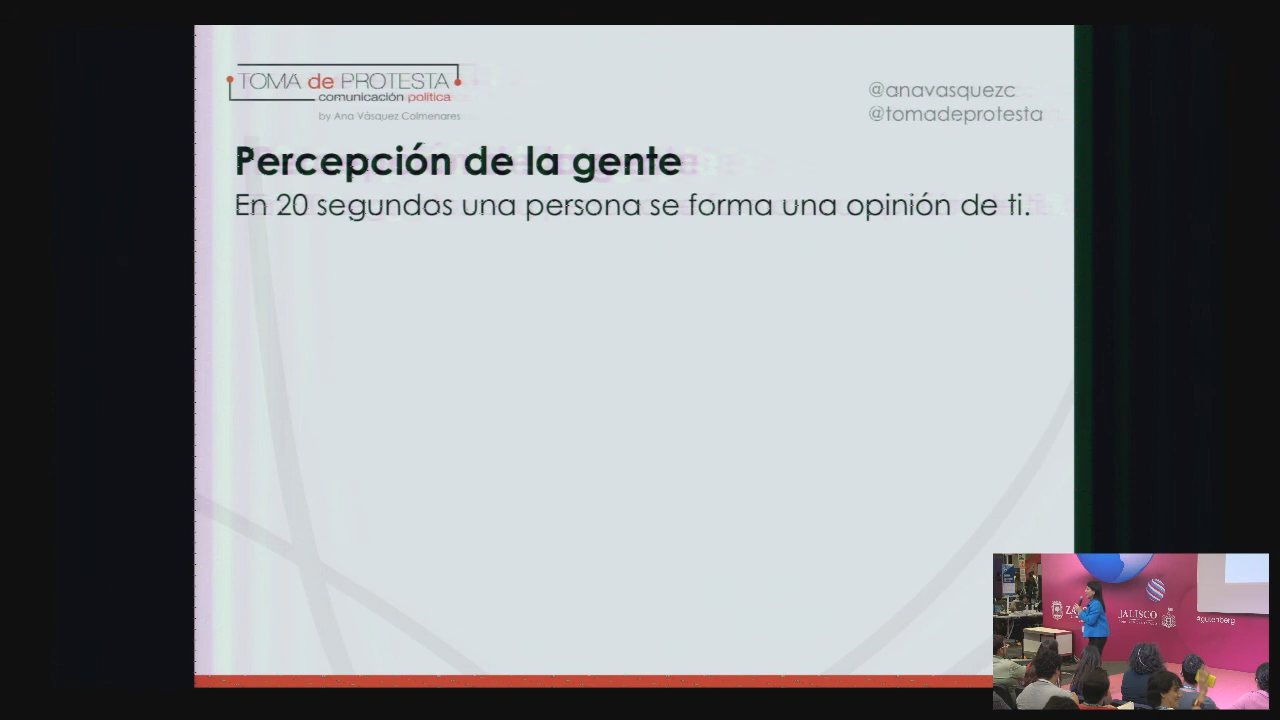 TOMA de PROTESTA
comunicación política
by Ana Vásquez Colmenares
@anavasquezc
@tomadeprotesta
Percepción de la gente
En 20 segundos una persona se forma una opinión de ti.
JALISCO
#gutenberg